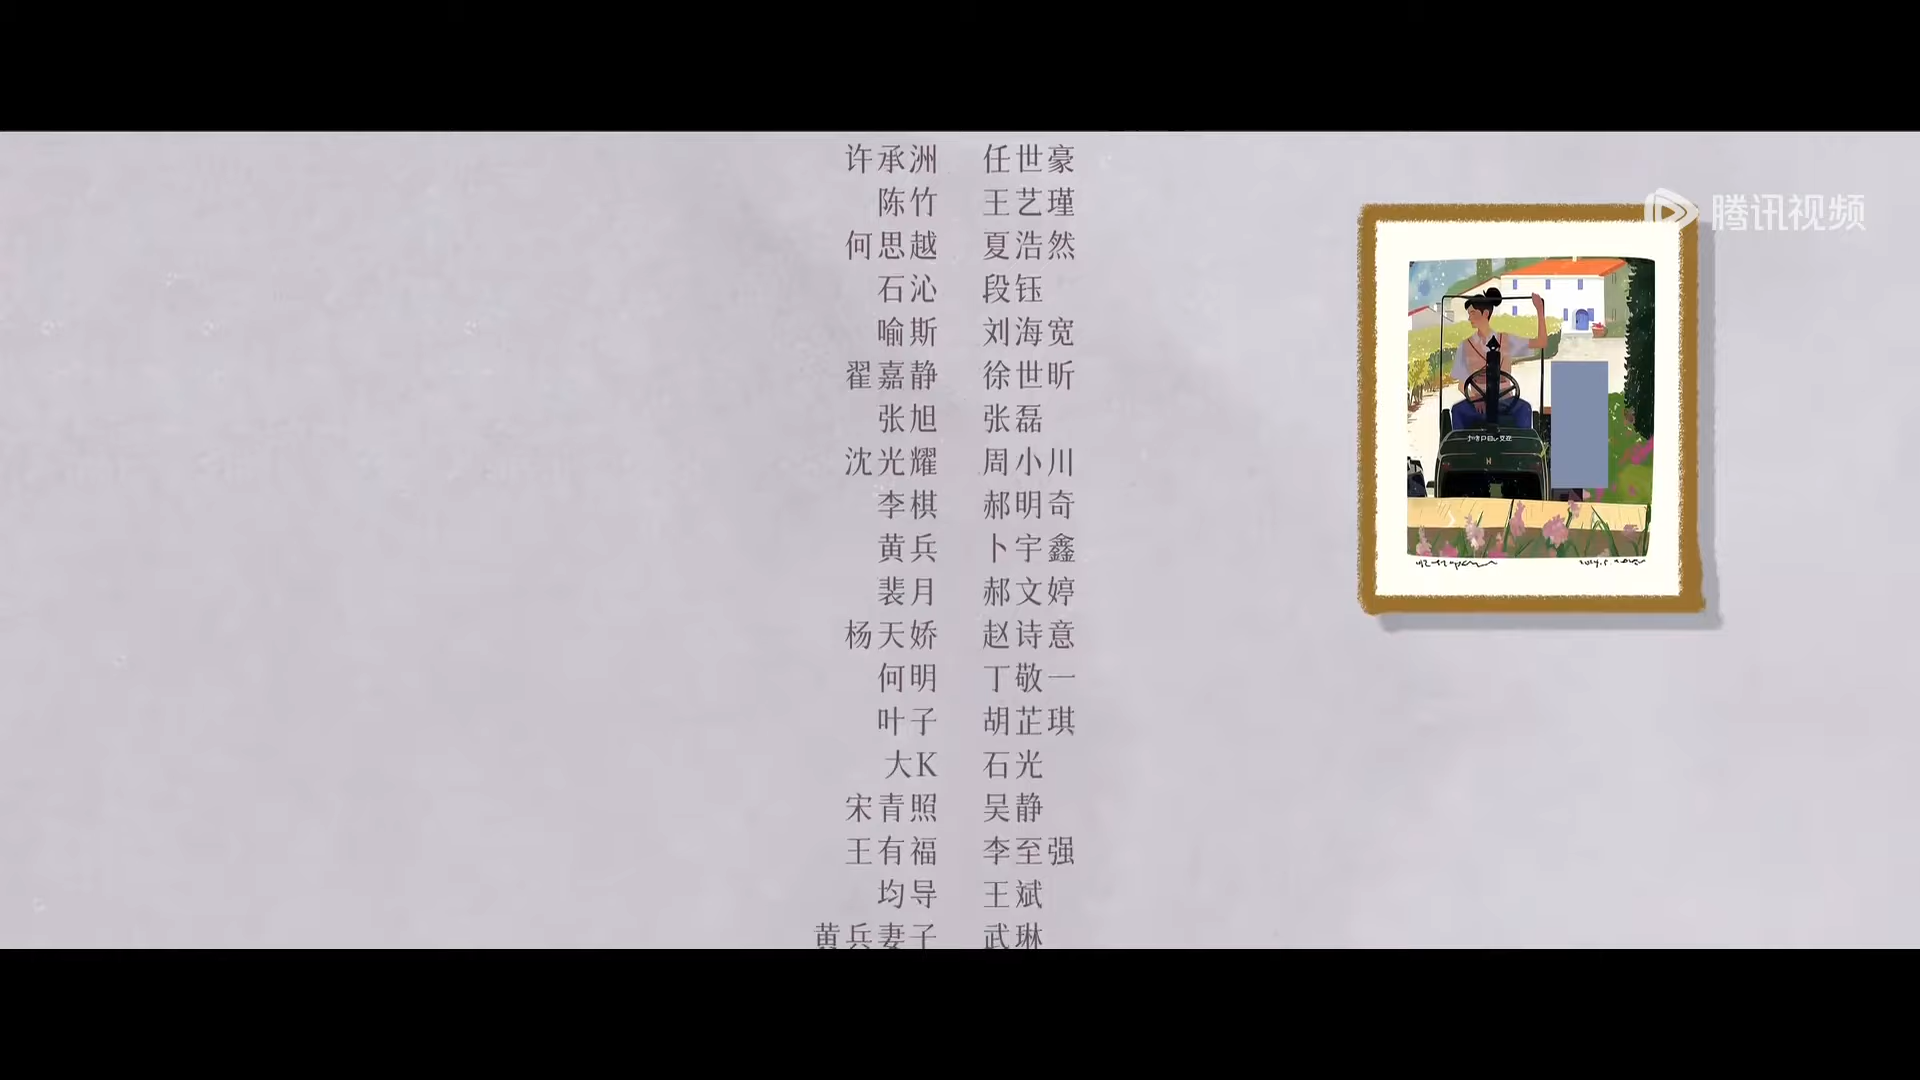 许承洲 任世豪
腾讯视频
陈竹 王艺瑾
何思越 夏浩然
石沁 段钰
喻斯 刘海宽
翟嘉静 徐世昕
张旭 张磊
沈光耀 周小川
李棋 郝明奇
黄兵 卜宇鑫
裴月 郝文婷
杨天娇 赵诗意
何明 丁敬一
叶子 胡芷琪
大K 石光
宋青照 吴静
王有福 李至强
均导 王斌
黄兵妻子 武琳